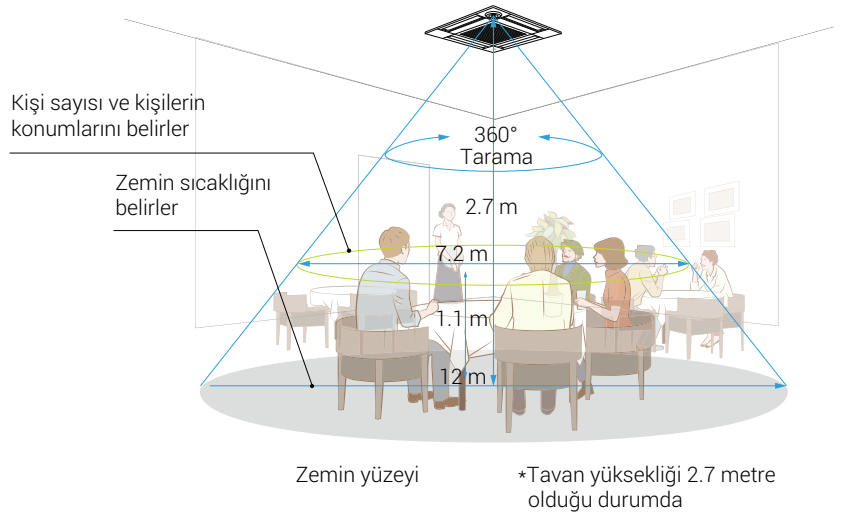 Kişi sayısı ve kişilerin
konumlarını belirler
360°
Tarama
Zemin sıcaklığını
belirler
2.7 m
7.2 m
1.1 m
12 m
Zemin yüzeyi
*Tavan yüksekliği 2.7 metre
olduğu durumda